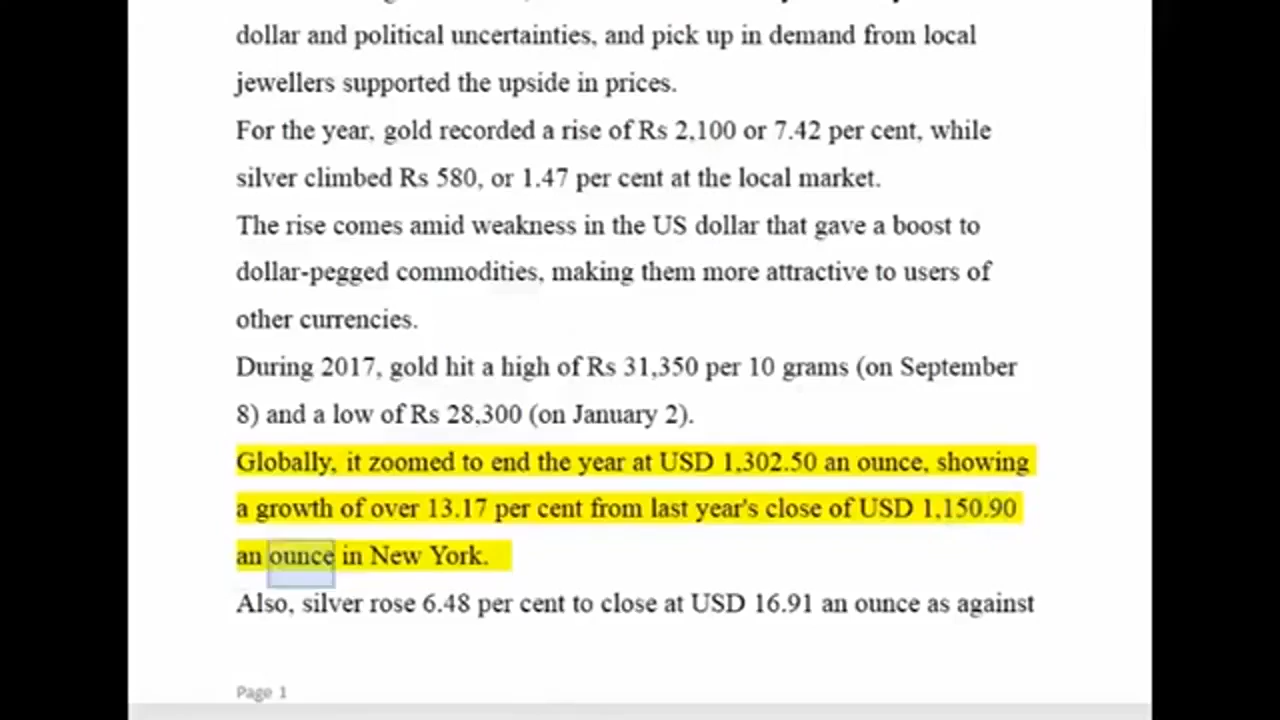 dollar and political uncertainties, and pick up in demand from local
jewellers supported the upside in prices.
For the year, gold recorded a rise of Rs 2,100 or 7.42 per cent, while
silver climbed Rs 580, or 1.47 per cent at the local market.
The rise comes amid weakness in the US dollar that gave a boost to
dollar-pegged commodities, making them more attractive to users of
other currencies.
During 2017, gold hit a high of Rs 31,350 per 10 grams (on September
8) and a low of Rs 28,300 (on January 2).
Globally, it zoomed to end the year at USD 1,302.50 an ounce, showing
a growth of over 13.17 per cent from last year's close of USD 1,150.90
an ounce in New York.
Also, silver rose 6.48 per cent to close at USD 16.91 an ounce as against
Page 1